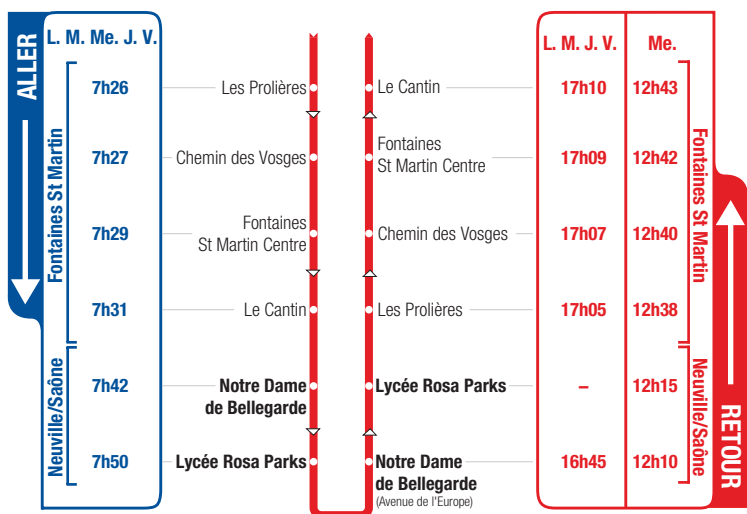 ALLER
L. M. Me. J. V.
L. M. J. V.
Me.
7h26
Les Prolières
Le Cantin
17h10
12h43
Fontaines St Martin
7h27
Chemin des Vosges
Fontaines
St Martin Centre
17h09
12h42
Fontaines St Martin
7h29
Fontaines
St Martin Centre
Chemin des Vosges
17h07
12h40
7h31
Le Cantin
Les Prolières
17h05
12h38
Neuville/Saône
7h42
Notre Dame
de Bellegarde
Lycée Rosa Parks
–
12h15
Neuville/Saône
7h50
Lycée Rosa Parks
Notre Dame
de Bellegarde
(Avenue de l'Europe)
16h45
12h10
RETOUR